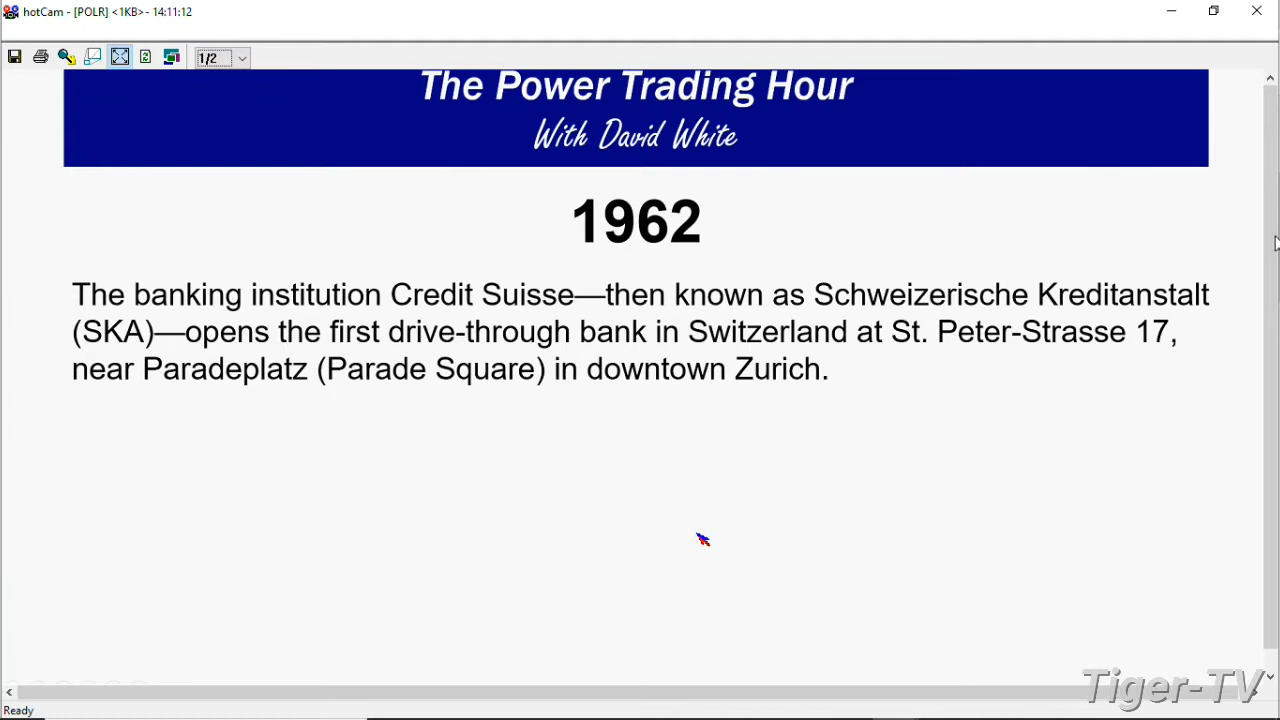 hotCam - [POLR] <1KB> - 14:11:12
1/2
The Power Trading Hour
With David White
1962
The banking institution Credit Suisse—then known as Schweizerische Kreditanstalt
(SKA)—opens the first drive-through bank in Switzerland at St. Peter-Strasse 17,
near Paradeplatz (Parade Square) in downtown Zurich.
Tiger-TV
Ready